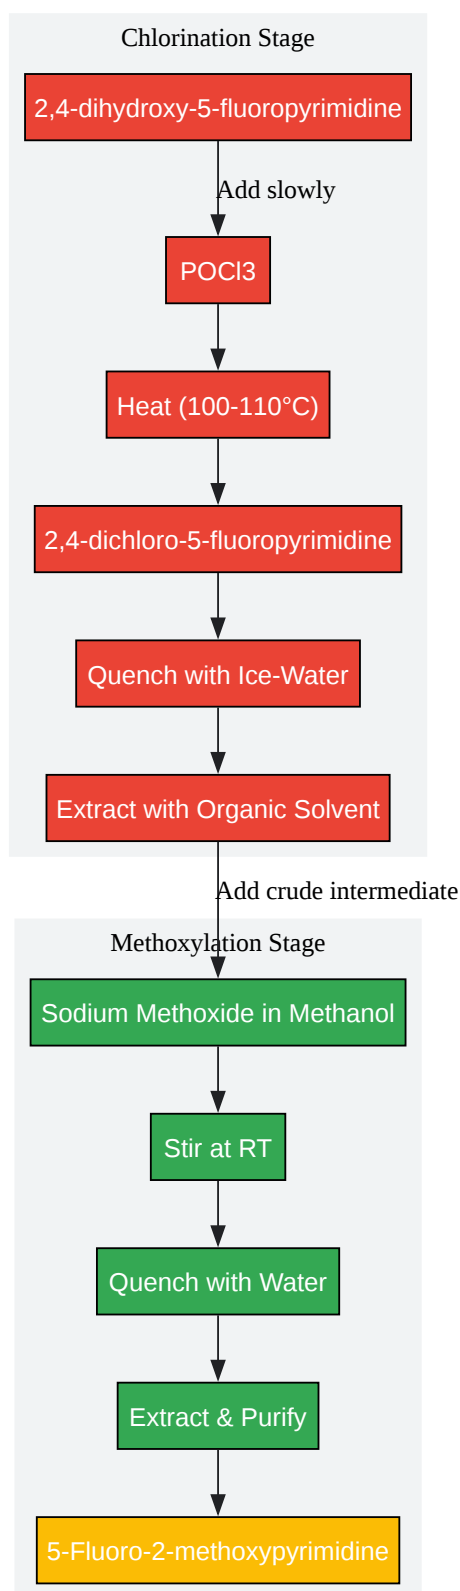 Chlorination Stage
2,4-dihydroxy-5-fluoropyrimidine
Add slowly
POCl3
Heat (100-110°C)
2,4-dichloro-5-fluoropyrimidine
Quench with Ice-Water
Extract with Organic Solvent
Add crude intermediate
Methoxylation Stage
Sodium Methoxide in Methanol
Stir at RT
Quench with Water
Extract & Purify
5-Fluoro-2-methoxypyrimidine